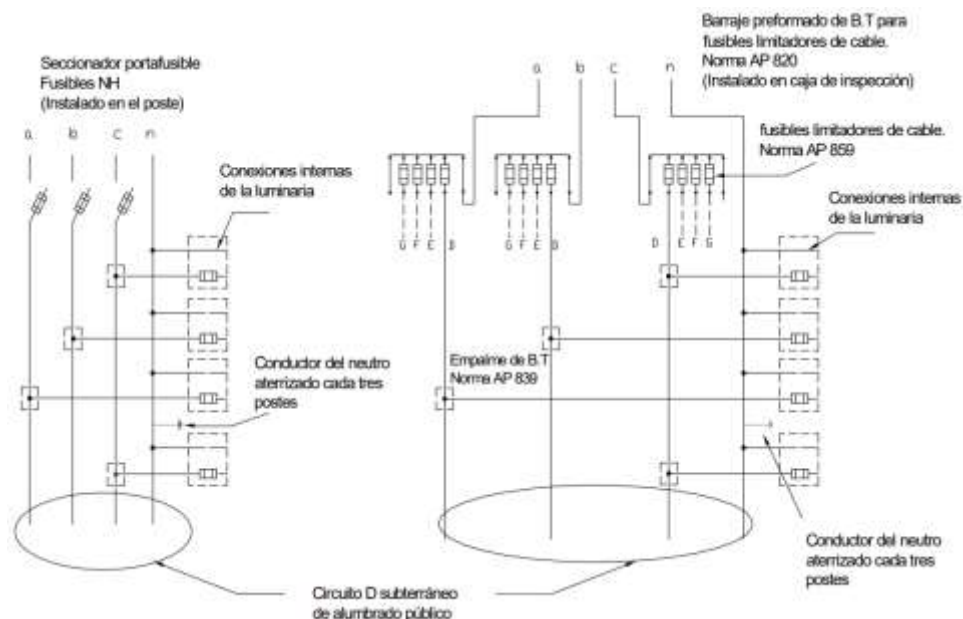 Seccionador portafusible
Fusibles NH
(Instalado en el poste)
a b c n
Conexiones internas
de la luminaria
Conductor del neutro
aterrizado cada tres
postes
Barraje preformado de B.T para
fusibles limitadores de cable.
Norma AP 820
(Instalado en caja de inspección)
a b c n
fusibles limitadores de cable.
Norma AP 859
Conexiones internas
de la luminaria
G F E D
G F E D
D E F G
Empalme de B.T
Norma AP 839
Conductor del neutro
aterrizado cada tres
postes
Circuito D subterráneo
de alumbrado público